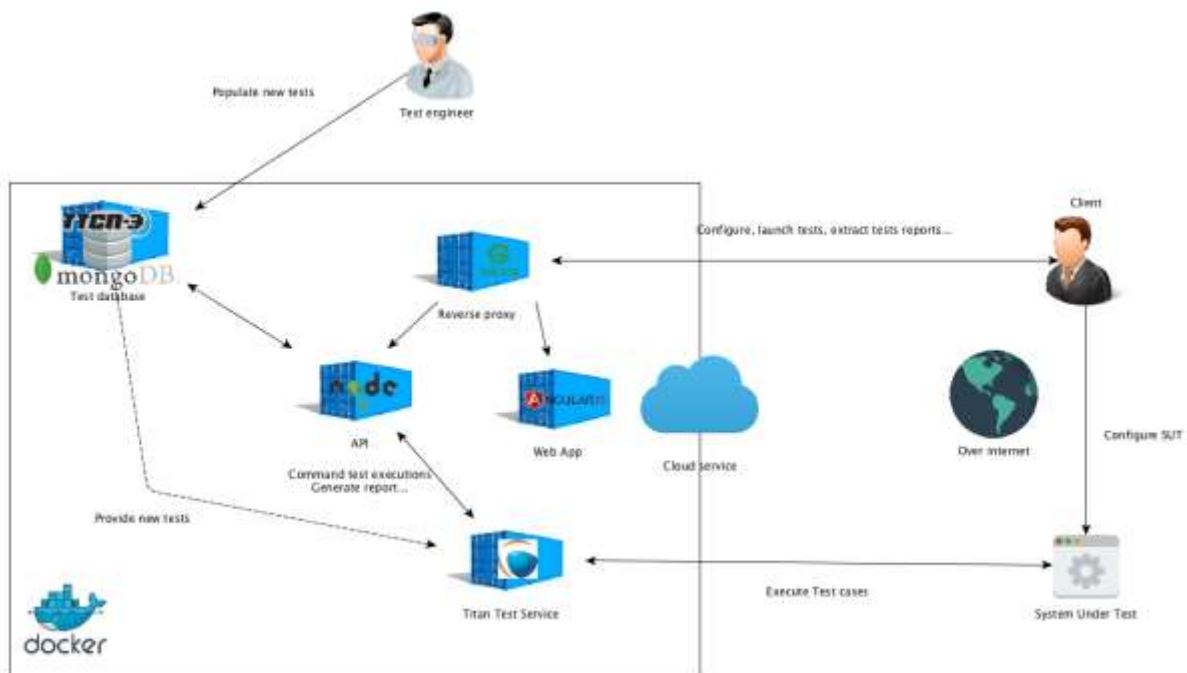 Populate new tests
Test engineer
TTCN-3
mongoDB
Test database
Client
Configure, launch tests, extract tests reports...
Reverse proxy
node
ANGULARJS
API
Web App
Cloud service
Over internet
Configure SUT
Command test executions
Generate report...
Provide new tests
Titan Test Service
Execute Test cases
System Under Test
docker